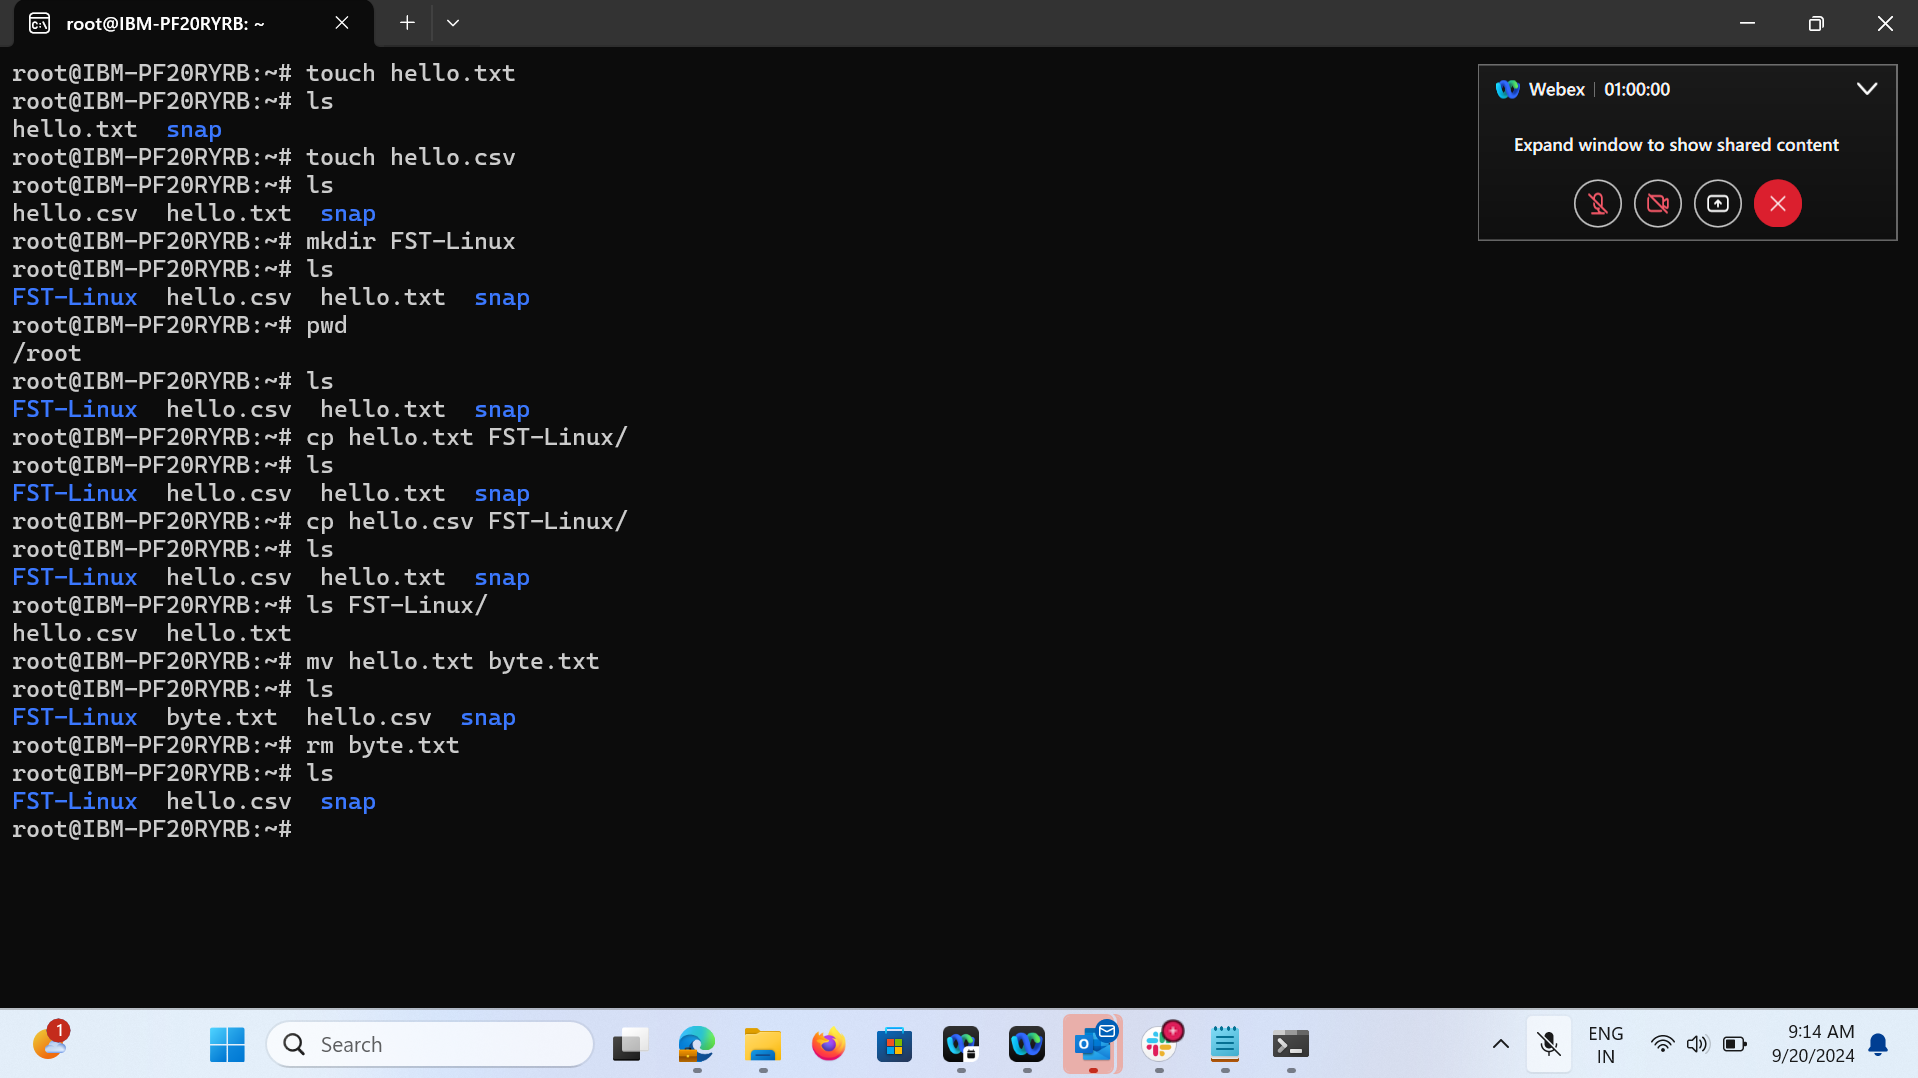 root@IBM-PF20RYRB: ~
root@IBM-PF20RYRB:~# touch hello.txt
root@IBM-PF20RYRB:~# ls
hello.txt  snap
root@IBM-PF20RYRB:~# touch hello.csv
root@IBM-PF20RYRB:~# ls
hello.csv  hello.txt  snap
root@IBM-PF20RYRB:~# mkdir FST-Linux
root@IBM-PF20RYRB:~# ls
FST-Linux  hello.csv  hello.txt  snap
root@IBM-PF20RYRB:~# pwd
/root
root@IBM-PF20RYRB:~# ls
FST-Linux  hello.csv  hello.txt  snap
root@IBM-PF20RYRB:~# cp hello.txt FST-Linux/
root@IBM-PF20RYRB:~# ls
FST-Linux  hello.csv  hello.txt  snap
root@IBM-PF20RYRB:~# cp hello.csv FST-Linux/
root@IBM-PF20RYRB:~# ls
FST-Linux  hello.csv  hello.txt  snap
root@IBM-PF20RYRB:~# ls FST-Linux/
hello.csv  hello.txt
root@IBM-PF20RYRB:~# mv hello.txt byte.txt
root@IBM-PF20RYRB:~# ls
FST-Linux  byte.txt  hello.csv  snap
root@IBM-PF20RYRB:~# rm byte.txt
root@IBM-PF20RYRB:~# ls
FST-Linux  hello.csv  snap
root@IBM-PF20RYRB:~#
Webex | 01:00:00
Expand window to show shared content
1
Search
ENG
IN
9:14 AM
9/20/2024